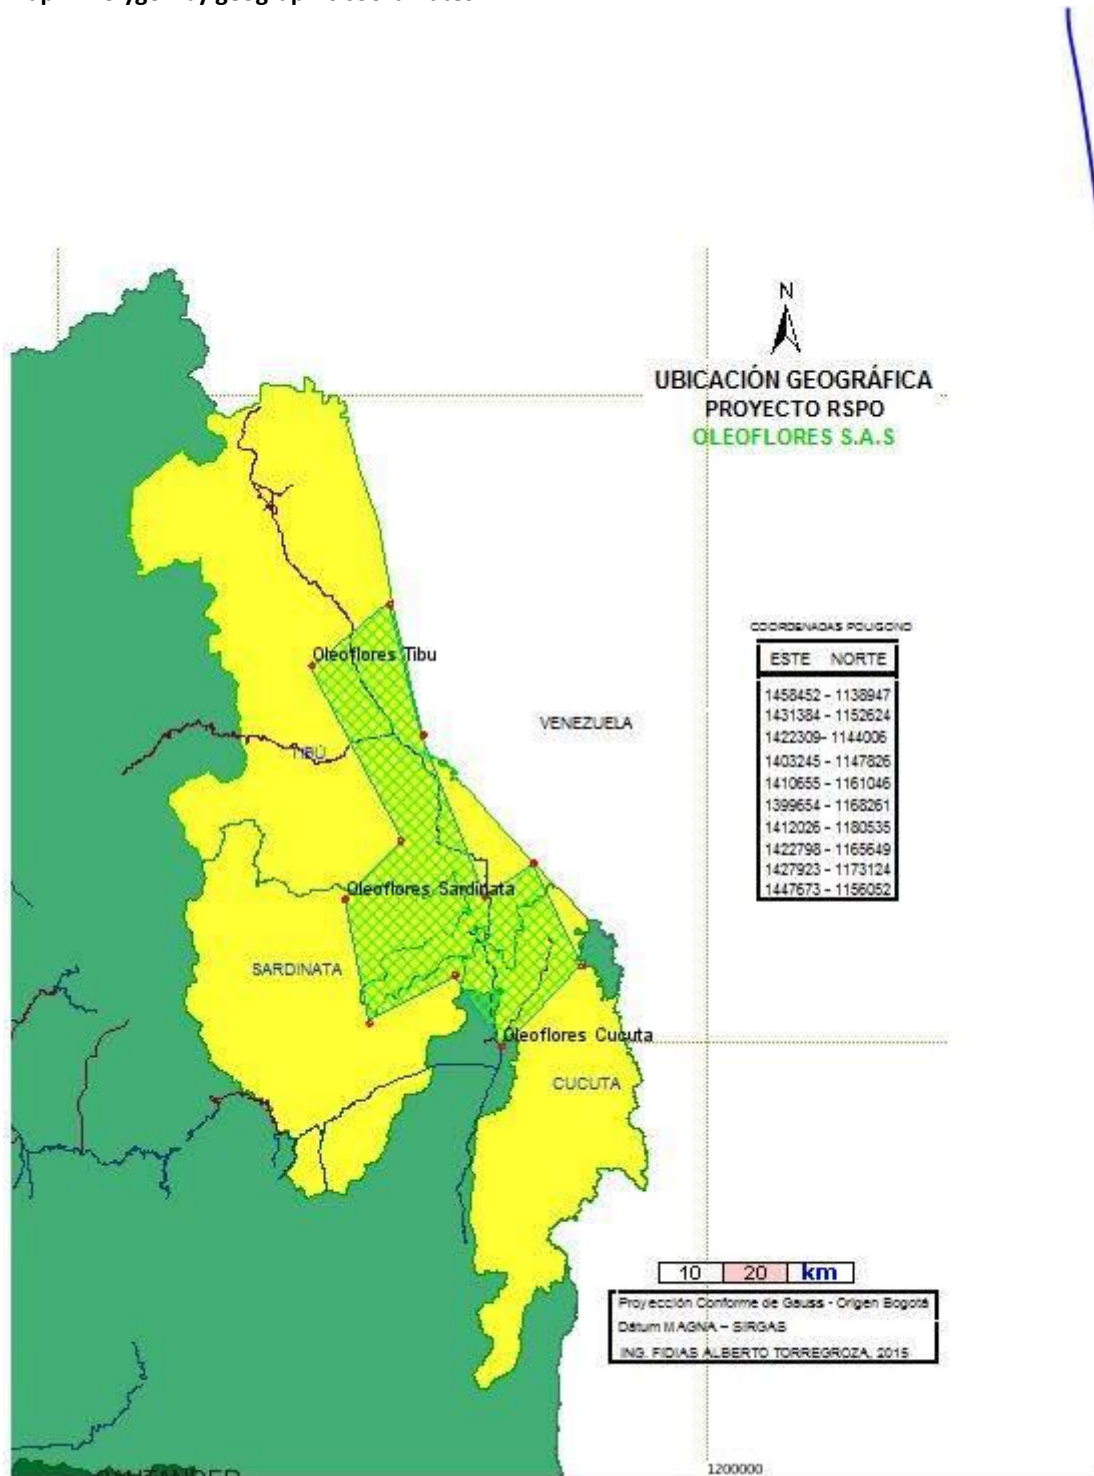 N
UBICACIÓN GEOGRÁFICA
PROYECTO RSPO
OLEOFLORES S.A.S
COORDENADAS POLIGONO
ESTE NORTE
1458452 - 1138947
1431384 - 1152624
1422309- 1144006
1403245 - 1147826
1410655 - 1161046
1399654 - 1168261
1412026 - 1180535
1422798 - 1165649
1427923 - 1173124
1447673 - 1156052
Oleoflores Tibu
VENEZUELA
TIBÚ
Oleoflores Sardinata
SARDINATA
Oleoflores Cucuta
CUCUTA
10 20 km
Proyección Conforme de Gauss - Origen Bogotá
Datum MAGNA – SIRGAS
ING. FIDIAS ALBERTO TORREGROZA, 2015
1200000